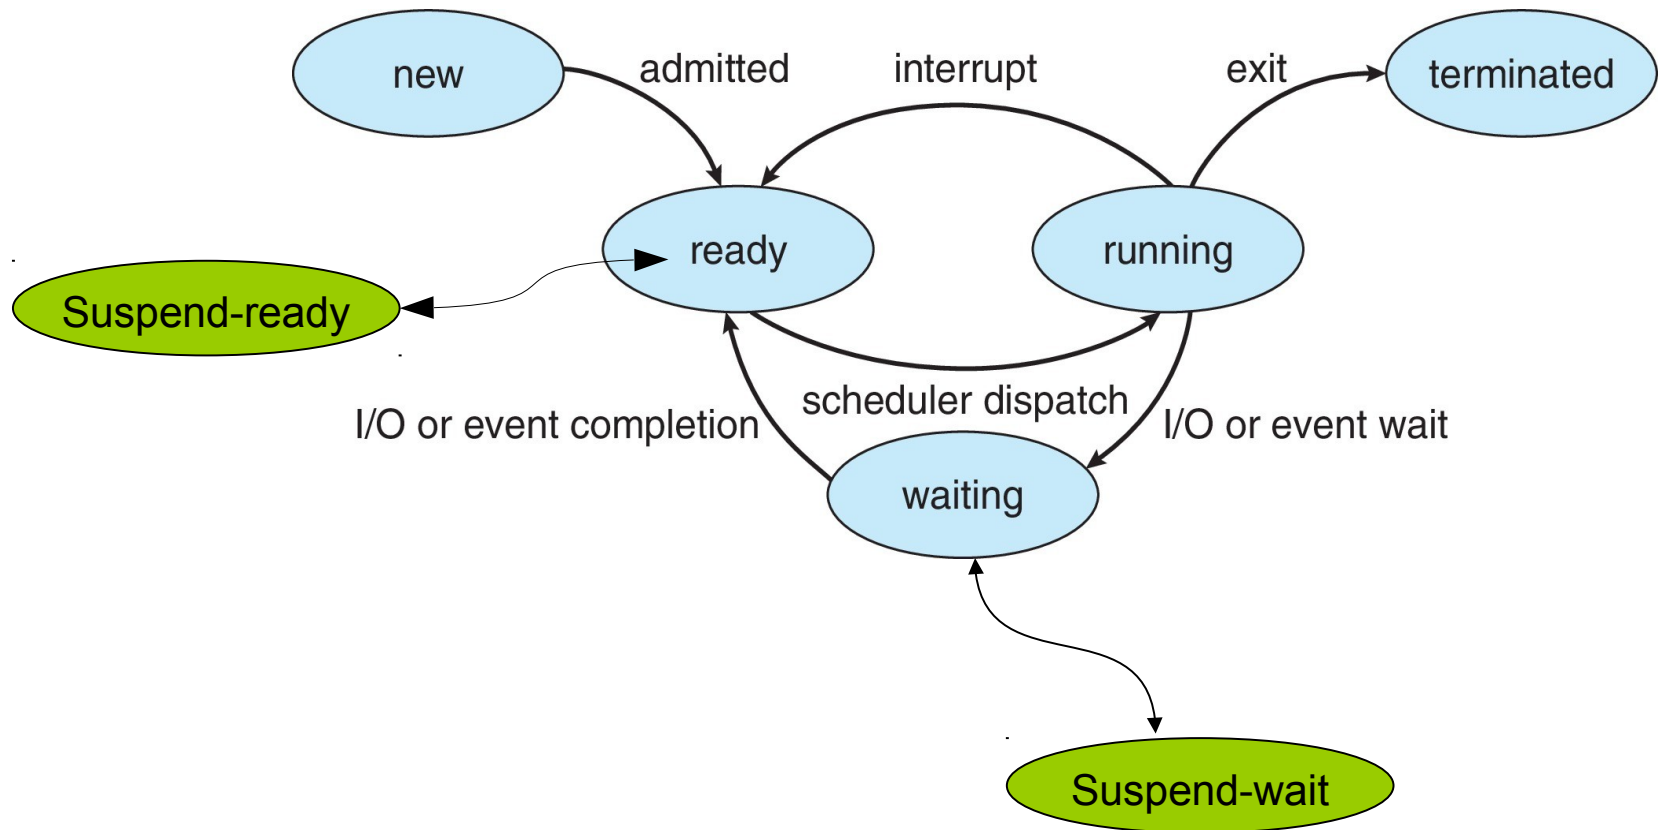 new
admitted
interrupt
exit
terminated
ready
running
Suspend-ready
scheduler dispatch
I/O or event completion
I/O or event wait
waiting
Suspend-wait